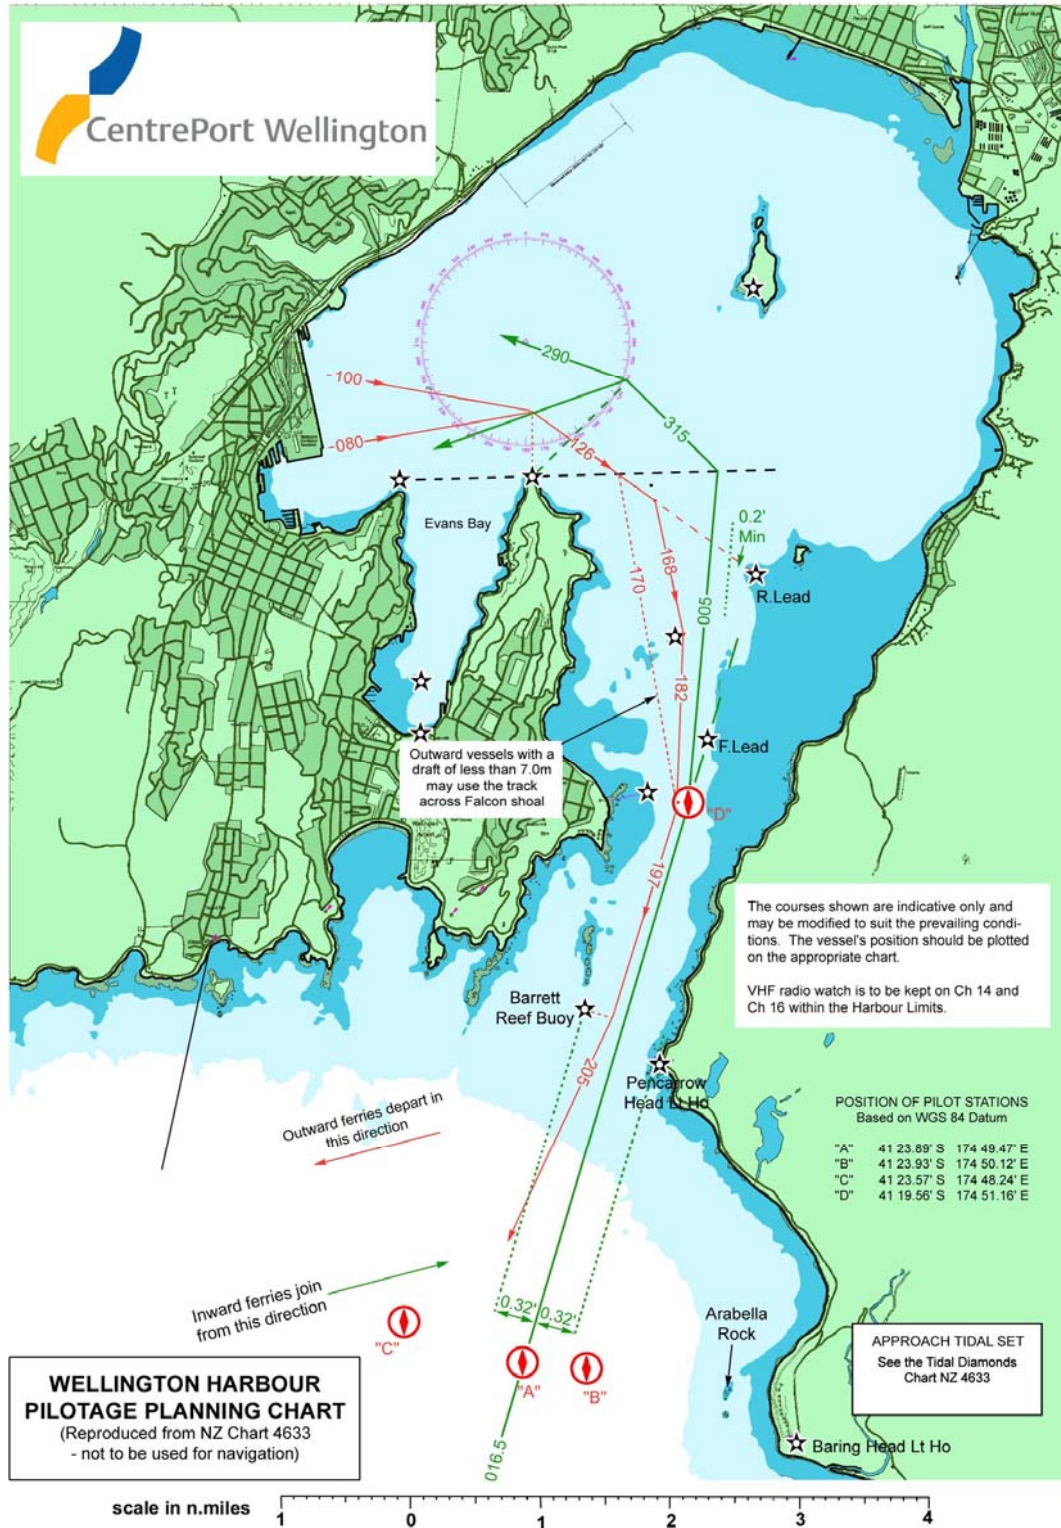 CentrePort Wellington
290
100
080
126
315
Evans Bay
0.2'
Min
168
170
R.Lead
005
182
F.Lead
Outward vessels with a
draft of less than 7.0m
may use the track
across Falcon shoal
"D"
197
The courses shown are indicative only and
may be modified to suit the prevailing condi-
tions. The vessel's position should be plotted
on the appropriate chart.
VHF radio watch is to be kept on Ch 14 and
Ch 16 within the Harbour Limits.
Barrett
Reef Buoy
205
Pencarrow
Head Lt Ho
POSITION OF PILOT STATIONS
Based on WGS 84 Datum
"A" 41 23.89' S 174 49.47' E
"B" 41 23.93' S 174 50.12' E
"C" 41 23.57' S 174 48.24' E
"D" 41 19.56' S 174 51.16' E
Outward ferries depart in
this direction
Inward ferries join
from this direction
0.32' 0.32'
"C"
"A"
"B"
Arabella
Rock
APPROACH TIDAL SET
See the Tidal Diamonds
Chart NZ 4633
WELLINGTON HARBOUR
PILOTAGE PLANNING CHART
(Reproduced from NZ Chart 4633
- not to be used for navigation)
016.5
Baring Head Lt Ho
scale in n.miles 1 0 1 2 3 4